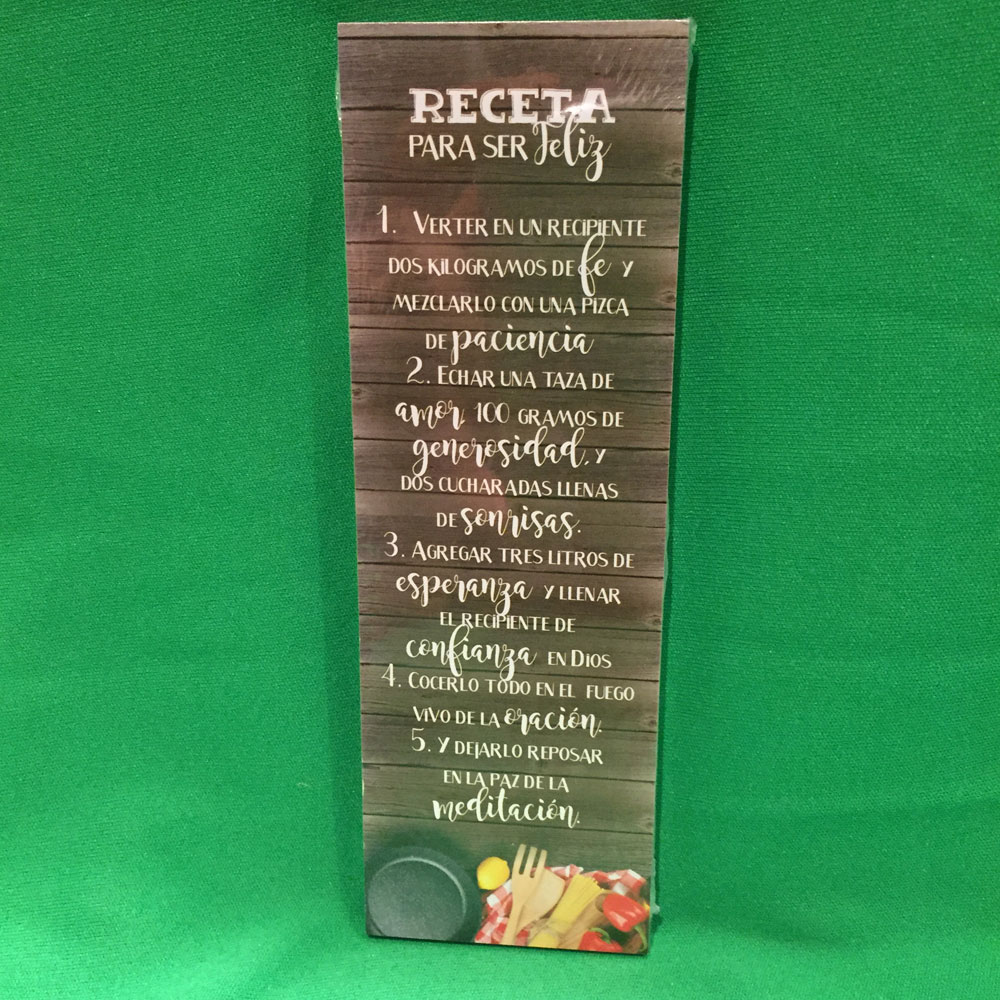 RECETA
PARA SER Feliz
1. VERTER EN UN RECIPIENTE
DOS KILOGRAMOS DE fe Y
MEZCLARLO CON UNA PIZCA
DE paciencia
2. ECHAR UNA TAZA DE
amor, 100 GRAMOS DE
generosidad, Y
DOS CUCHARADAS LLENAS
DE sonrisas.
3. AGREGAR TRES LITROS DE
esperanza Y LLENAR
EL RECIPIENTE DE
confianza EN DIOS
4. COCERLO TODO EN EL FUEGO
VIVO DE LA oración.
5. Y DEJARLO REPOSAR
EN LA PAZ DE LA
meditación.